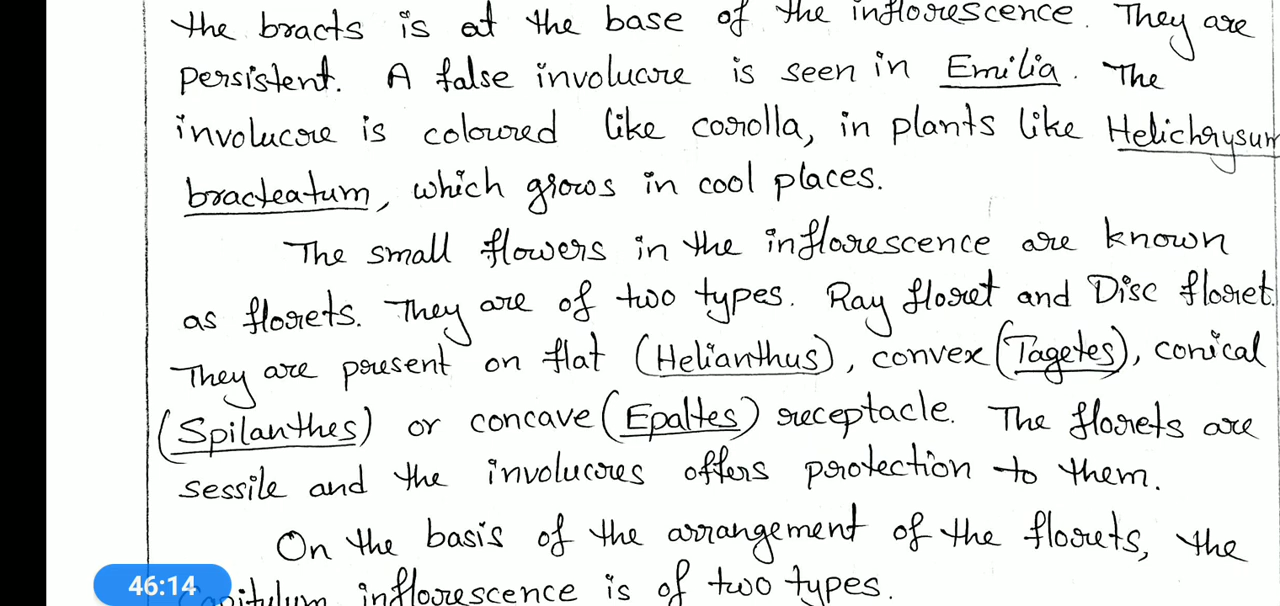 the bracts is at the base of the inflorescence. They are
persistent. A false involucre is seen in Emilia. The
involucre is coloured like corolla, in plants like Helichrysum
bracteatum, which grows in cool places.
The small flowers in the inflorescence are known
as florets. They are of two types. Ray floret and Disc floret.
They are present on flat (Helianthus), convex (Tagetes), conical
(Spilanthes) or concave (Epaltes) receptacle. The florets are
sessile and the involucres offers protection to them.
On the basis of the arrangement of the florets, the
Capitulum inflorescence is of two types.
46:14